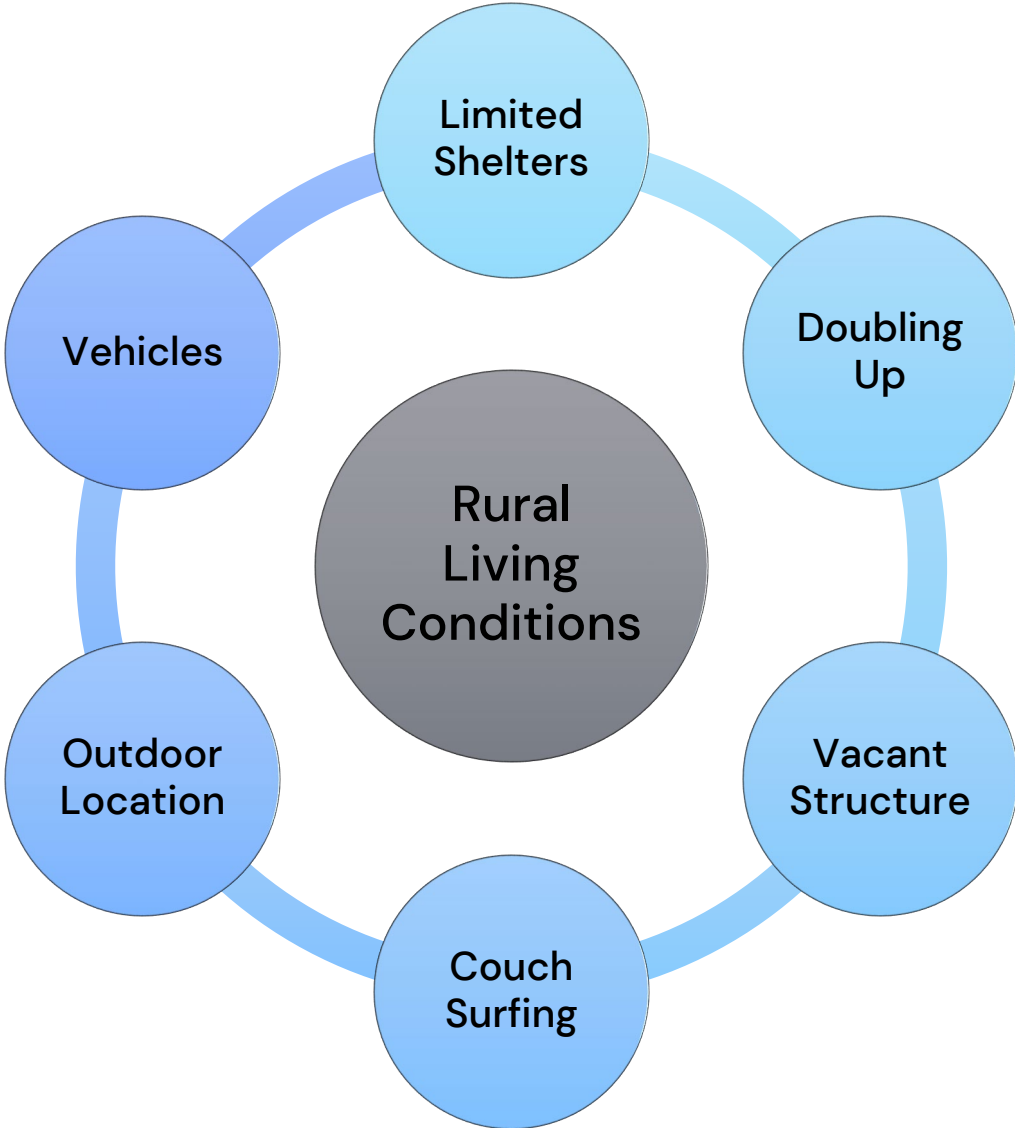 Limited
Shelters
Doubling
Up
Vacant
Structure
Couch
Surfing
Outdoor
Location
Vehicles
Rural
Living
Conditions